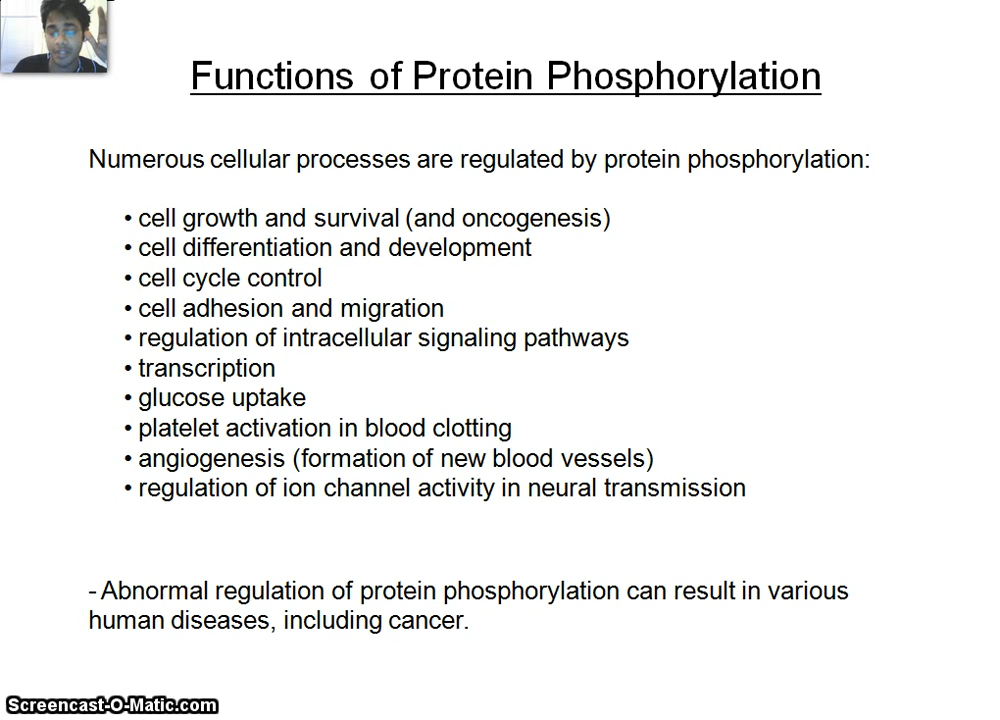 Functions of Protein Phosphorylation
Numerous cellular processes are regulated by protein phosphorylation:
• cell growth and survival (and oncogenesis)
• cell differentiation and development
• cell cycle control
• cell adhesion and migration
• regulation of intracellular signaling pathways
• transcription
• glucose uptake
• platelet activation in blood clotting
• angiogenesis (formation of new blood vessels)
• regulation of ion channel activity in neural transmission
- Abnormal regulation of protein phosphorylation can result in various
human diseases, including cancer.
Screencast-O-Matic.com